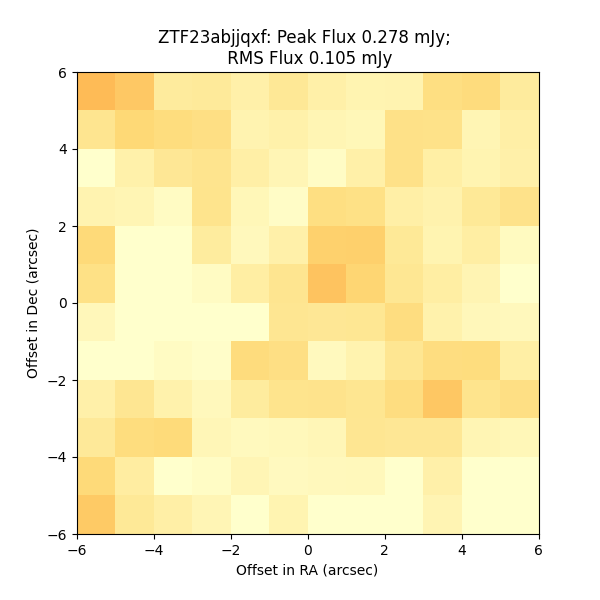 ZTF23abjjqxf: Peak Flux 0.278 mJy;
RMS Flux 0.105 mJy
6
4
2
0
−2
−4
−6
Offset in Dec (arcsec)
−6 −4 −2 0 2 4 6
Offset in RA (arcsec)